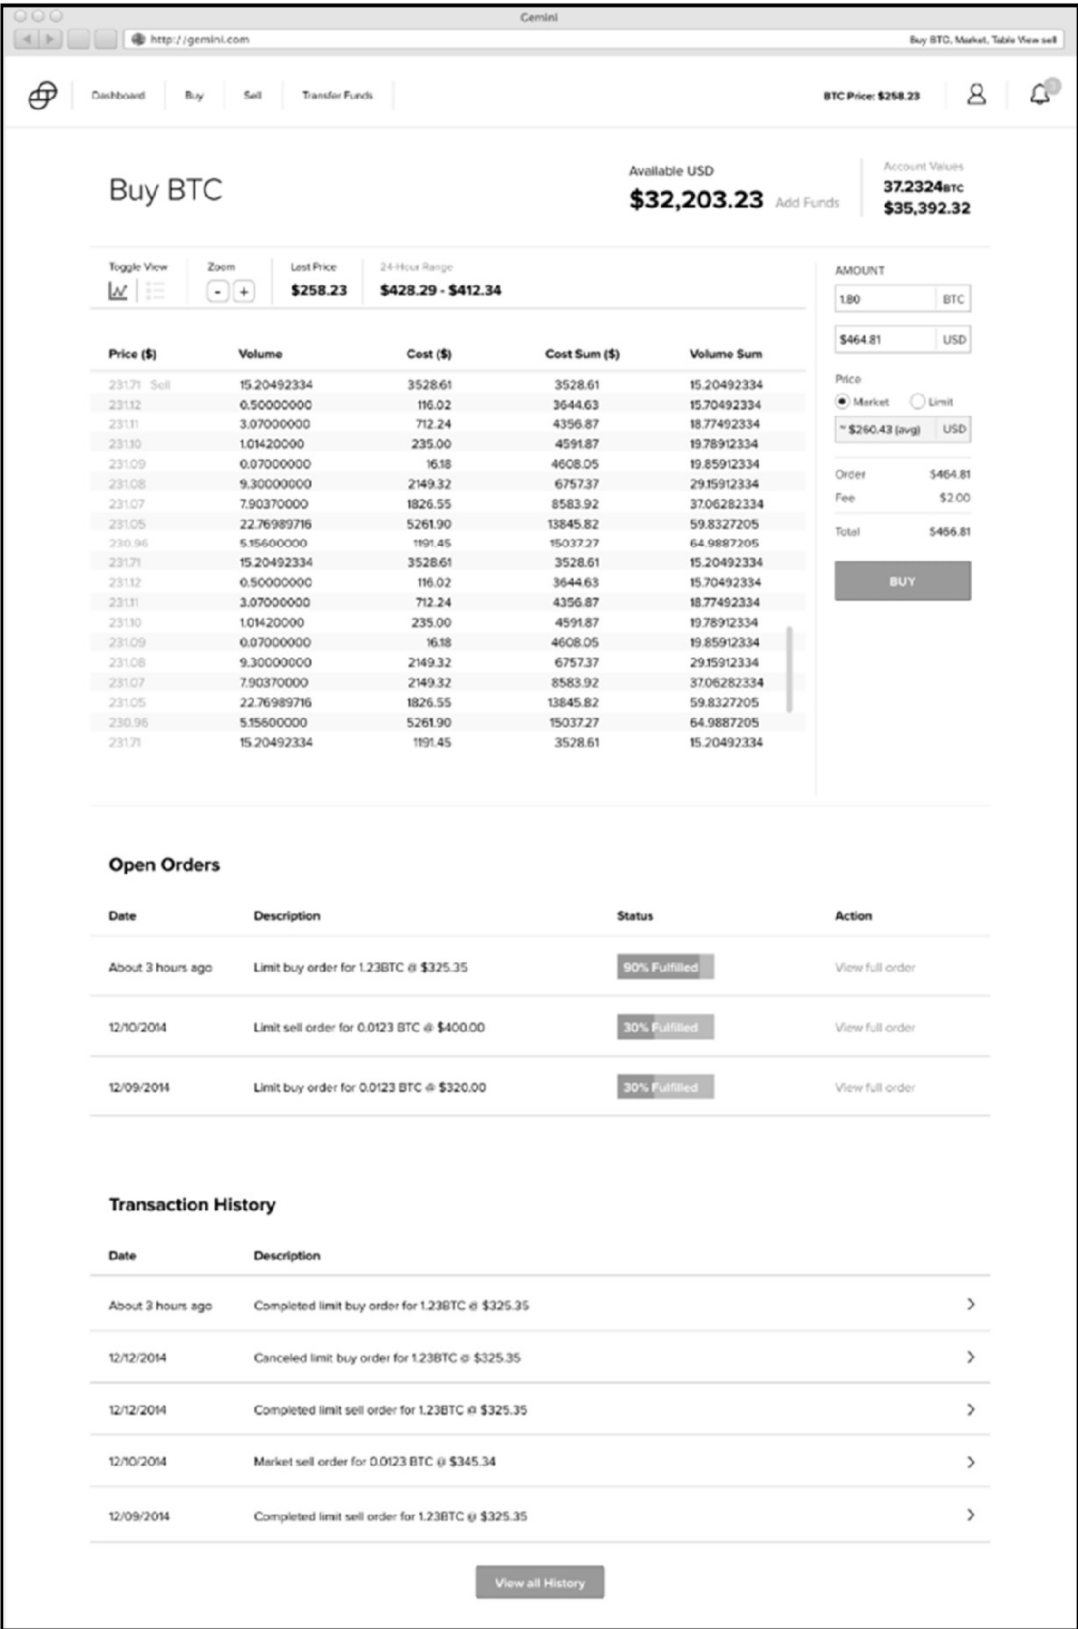 Gemini
http://gemini.com Buy BTC, Market, Table View sell
Dashboard Buy Sell Transfer Funds BTC Price: $258.23 3
Buy BTC
Available USD
$32,203.23 Add Funds
Account Values
37.2324BTC
$35,392.32
Toggle View Zoom Last Price 24-Hour Range
- + $258.23 $428.29 - $412.34
Price ($) Volume Cost ($) Cost Sum ($) Volume Sum
231.71 Sell 15.20492334 3528.61 3528.61 15.20492334
231.12 0.50000000 116.02 3644.63 15.70492334
231.11 3.07000000 712.24 4356.87 18.77492334
231.10 1.01420000 235.00 4591.87 19.78912334
231.09 0.07000000 16.18 4608.05 19.85912334
231.08 9.30000000 2149.32 6757.37 29.15912334
231.07 7.90370000 1826.55 8583.92 37.06282334
231.05 22.76989716 5261.90 13845.82 59.8327205
230.96 5.15600000 1191.45 15037.27 64.9887205
231.71 15.20492334 3528.61 3528.61 15.20492334
231.12 0.50000000 116.02 3644.63 15.70492334
231.11 3.07000000 712.24 4356.87 18.77492334
231.10 1.01420000 235.00 4591.87 19.78912334
231.09 0.07000000 16.18 4608.05 19.85912334
231.08 9.30000000 2149.32 6757.37 29.15912334
231.07 7.90370000 2149.32 8583.92 37.06282334
231.05 22.76989716 1826.55 13845.82 59.8327205
230.96 5.15600000 5261.90 15037.27 64.9887205
231.71 15.20492334 1191.45 3528.61 15.20492334
AMOUNT
1.80 BTC
$464.81 USD
Price
Market Limit
~ $260.43 (avg) USD
Order $464.81
Fee $2.00
Total $466.81
BUY
Open Orders
Date Description Status Action
About 3 hours ago Limit buy order for 1.23BTC @ $325.35 90% Fulfilled View full order
12/10/2014 Limit sell order for 0.0123 BTC @ $400.00 30% Fulfilled View full order
12/09/2014 Limit buy order for 0.0123 BTC @ $320.00 30% Fulfilled View full order
Transaction History
Date Description
About 3 hours ago Completed limit buy order for 1.23BTC @ $325.35
12/12/2014 Canceled limit buy order for 1.23BTC @ $325.35
12/12/2014 Completed limit sell order for 1.23BTC @ $325.35
12/10/2014 Market sell order for 0.0123 BTC @ $345.34
12/09/2014 Completed limit sell order for 1.23BTC @ $325.35
View all History